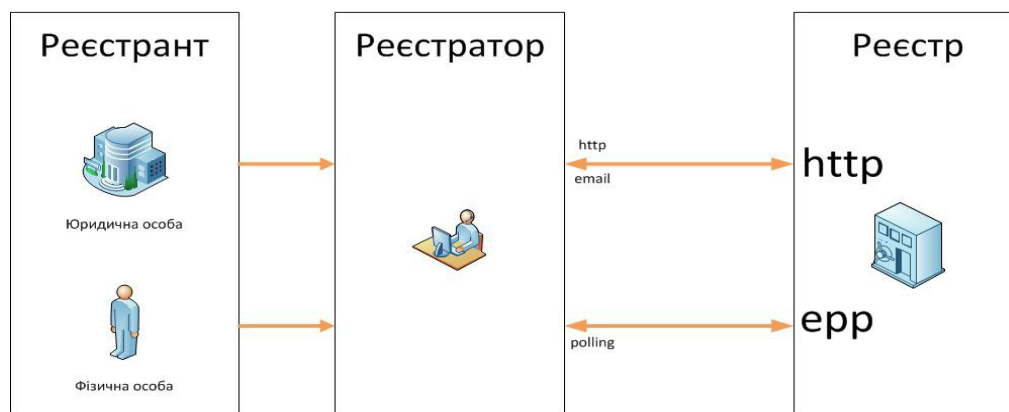 Реєстрант
Юридична особа
Фізична особа
Реєстратор
http
email
polling
Реєстр
http
epp